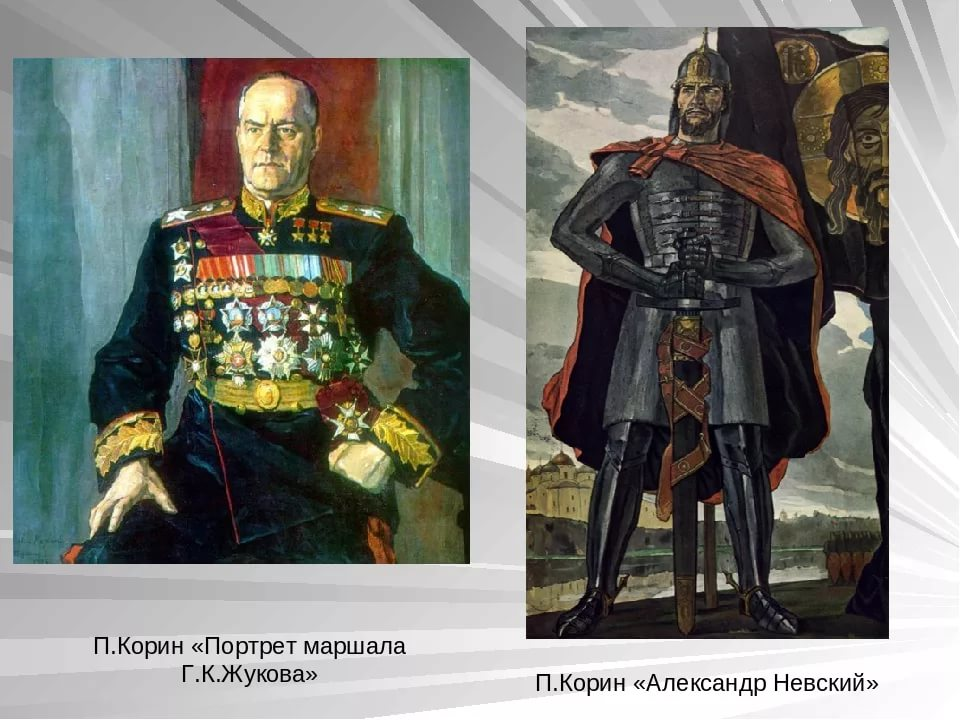 П.Корин «Портрет маршала
Г.К.Жукова»
П.Корин «Александр Невский»